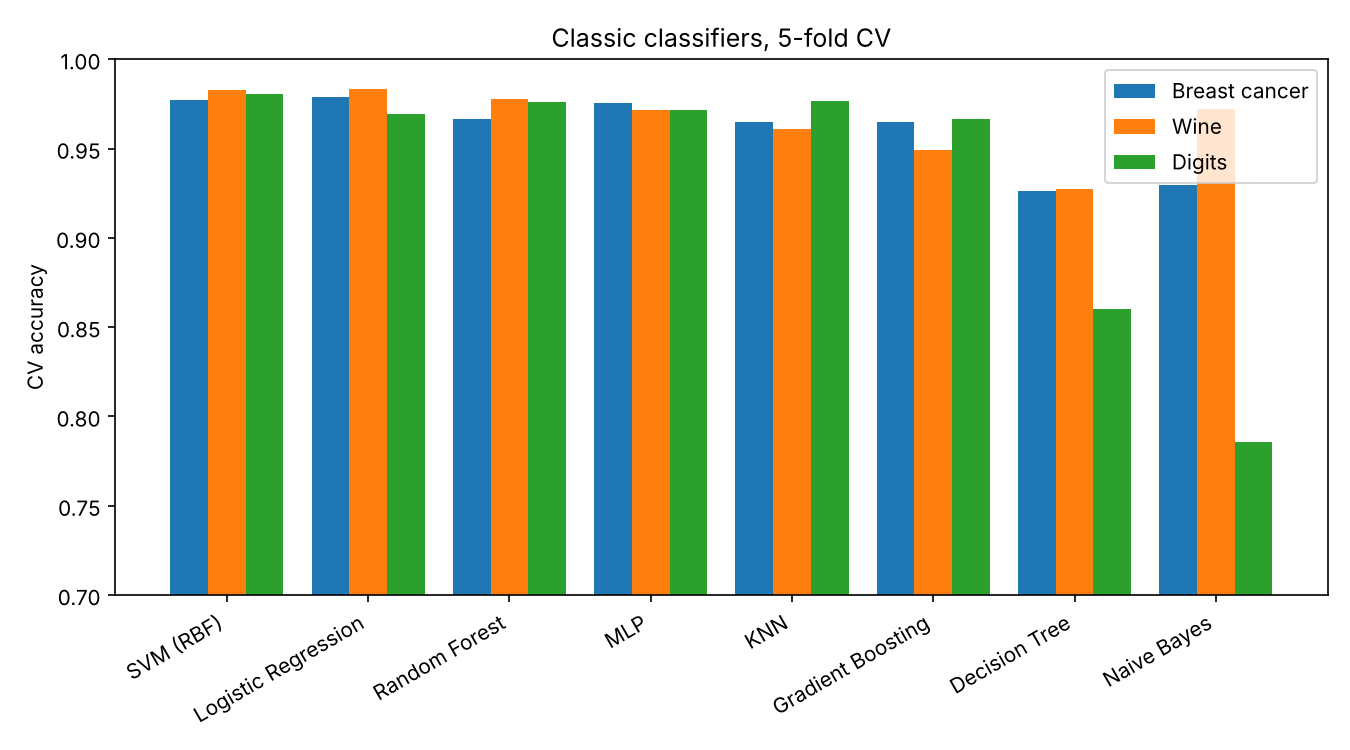 Classic classifiers, 5-fold CV
1.00
0.95
0.90
0.85
0.80
0.75
0.70
CV accuracy
Breast cancer
Wine
Digits
SVM (RBF)
Logistic Regression
Random Forest
MLP
KNN
Gradient Boosting
Decision Tree
Naive Bayes